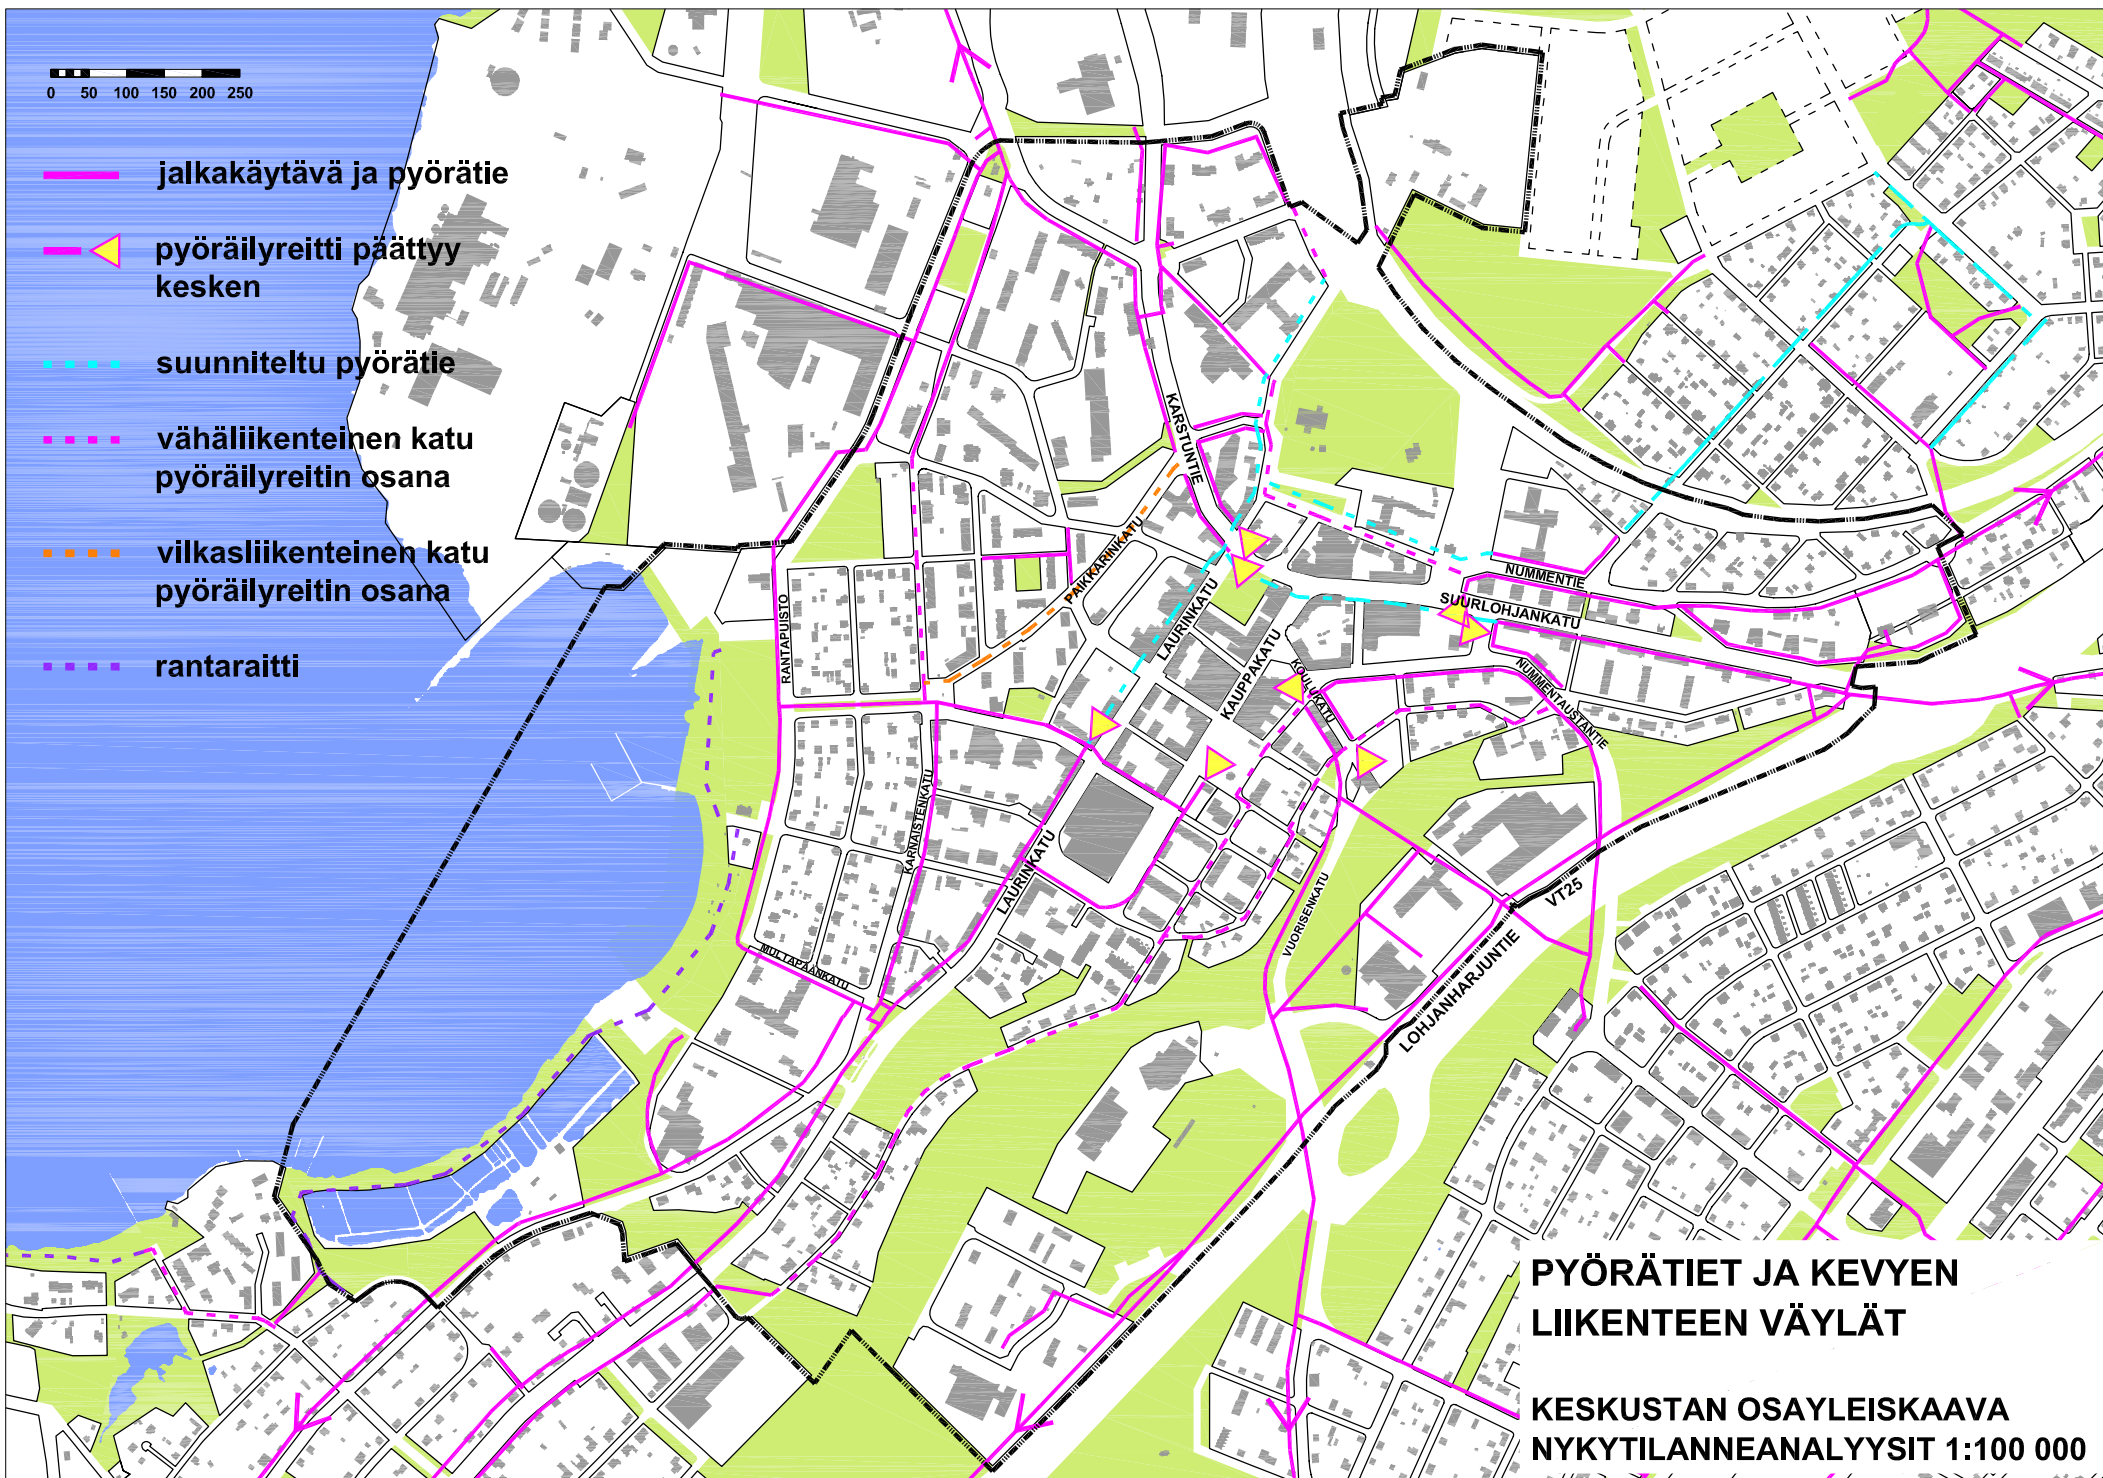 0 50 100 150 200 250
jalkakäytävä ja pyörätie
pyöräilyreitti päättyy
kesken
suunniteltu pyörätie
vähäliikenteinen katu
pyöräilyreitin osana
vilkasliikenteinen katu
pyöräilyreitin osana
rantaraitti
KARSTUNTIE
PAIKKARINKATU
NUMMENTIE
SUURLOHJANKATU
RANTAPUISTO
LAURINKATU
KAUPPAKATU
KOULUKATU
NUMMENTAUSTANTIE
KARNAISTENKATU
LAURINKATU
VUORISENKATU
VT25
MULTAPAANKATU
LOHJANHARJUNTIE
PYÖRÄTIET JA KEVYEN
LIIKENTEEN VÄYLÄT
KESKUSTAN OSAYLEISKAAVA
NYKYTILANNEANALYYSIT 1:100 000